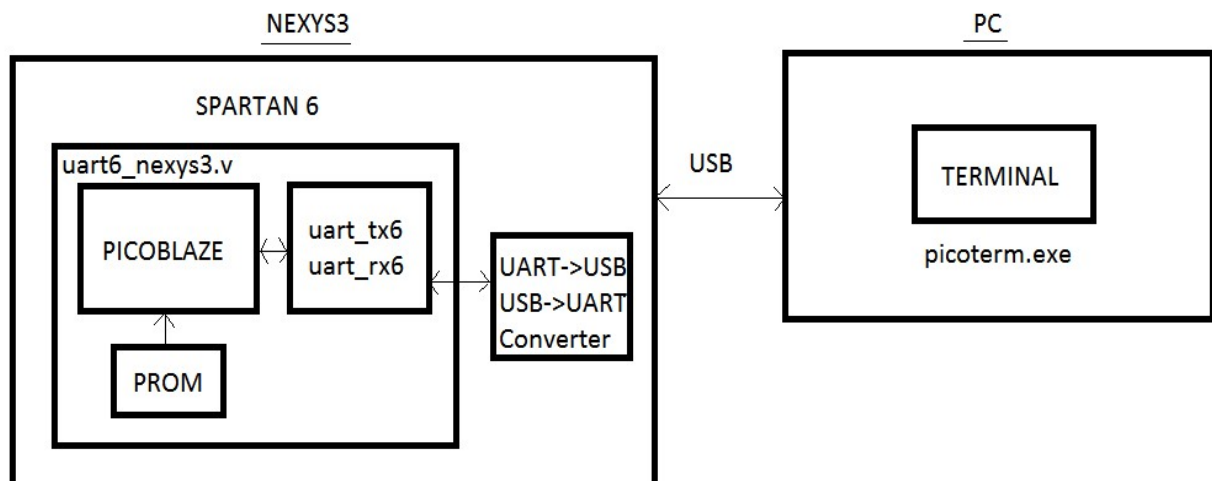 NEXYS3
PC
SPARTAN 6
uart6_nexys3.v
PICOBLAZE
uart_tx6
uart_rx6
PROM
UART->USB
USB->UART
Converter
USB
TERMINAL
picoterm.exe